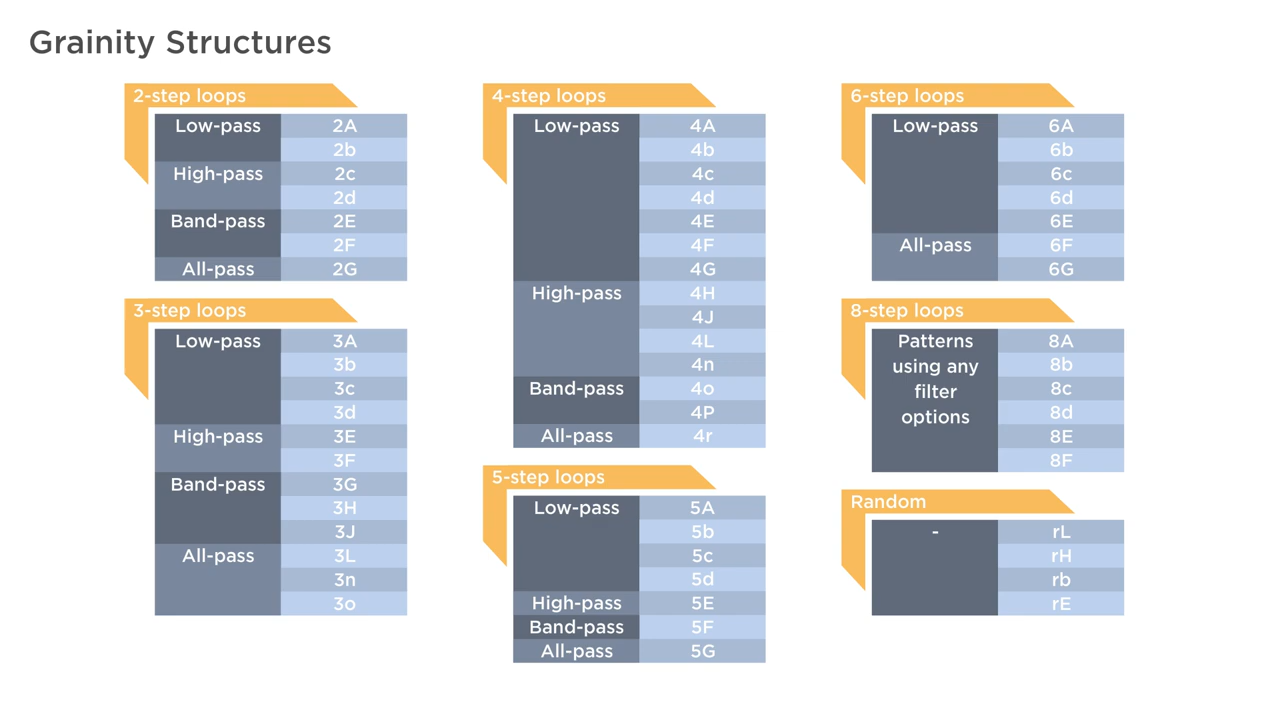 Grainity Structures
2-step loops
Low-pass 2A
2b
High-pass 2c
2d
Band-pass 2E
2F
All-pass 2G
3-step loops
Low-pass 3A
3b
3c
3d
High-pass 3E
3F
Band-pass 3G
3H
3J
All-pass 3L
3n
3o
4-step loops
Low-pass 4A
4b
4c
4d
4E
4F
4G
High-pass 4H
4J
4L
4n
Band-pass 4o
4P
All-pass 4r
5-step loops
Low-pass 5A
5b
5c
5d
High-pass 5E
Band-pass 5F
All-pass 5G
6-step loops
Low-pass 6A
6b
6c
6d
6E
All-pass 6F
6G
8-step loops
Patterns 8A
using any 8b
filter 8c
options 8d
8E
8F
Random
- rL
rH
rb
rE